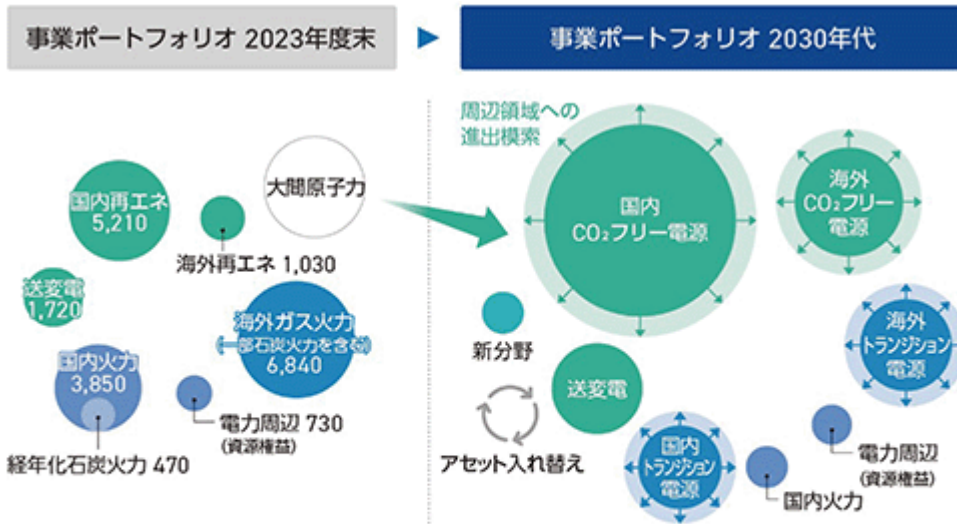 事業ポートフォリオ 2023年度末
事業ポートフォリオ 2030年代
国内再エネ
5,210
大間原子力
海外再エネ 1,030
送変電
1,720
海外ガス火力
(一部石炭火力を含む)
6,840
国内火力
3,850
電力周辺 730
(資源権益)
経年化石炭火力 470
周辺領域への
進出模索
国内
CO₂フリー電源
海外
CO₂フリー
電源
新分野
海外
トランジション
電源
送変電
アセット入れ替え
国内
トランジション
電源
電力周辺
(資源権益)
国内火力